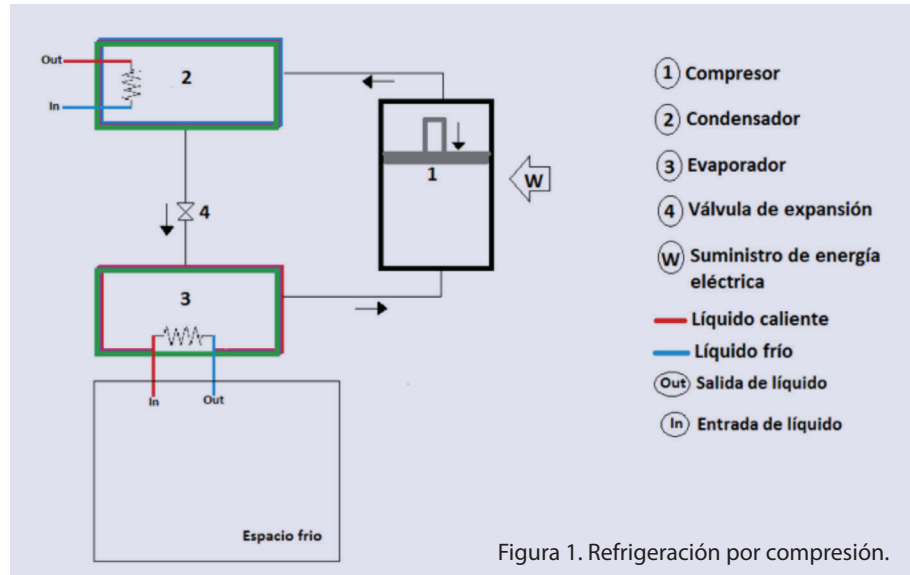 Out
In
2
1
W
4
3
In
Out
Espacio frio
1 Compresor
2 Condensador
3 Evaporador
4 Válvula de expansión
W Suministro de energía
eléctrica
Líquido caliente
Líquido frío
Out Salida de líquido
In Entrada de líquido
Figura 1. Refrigeración por compresión.